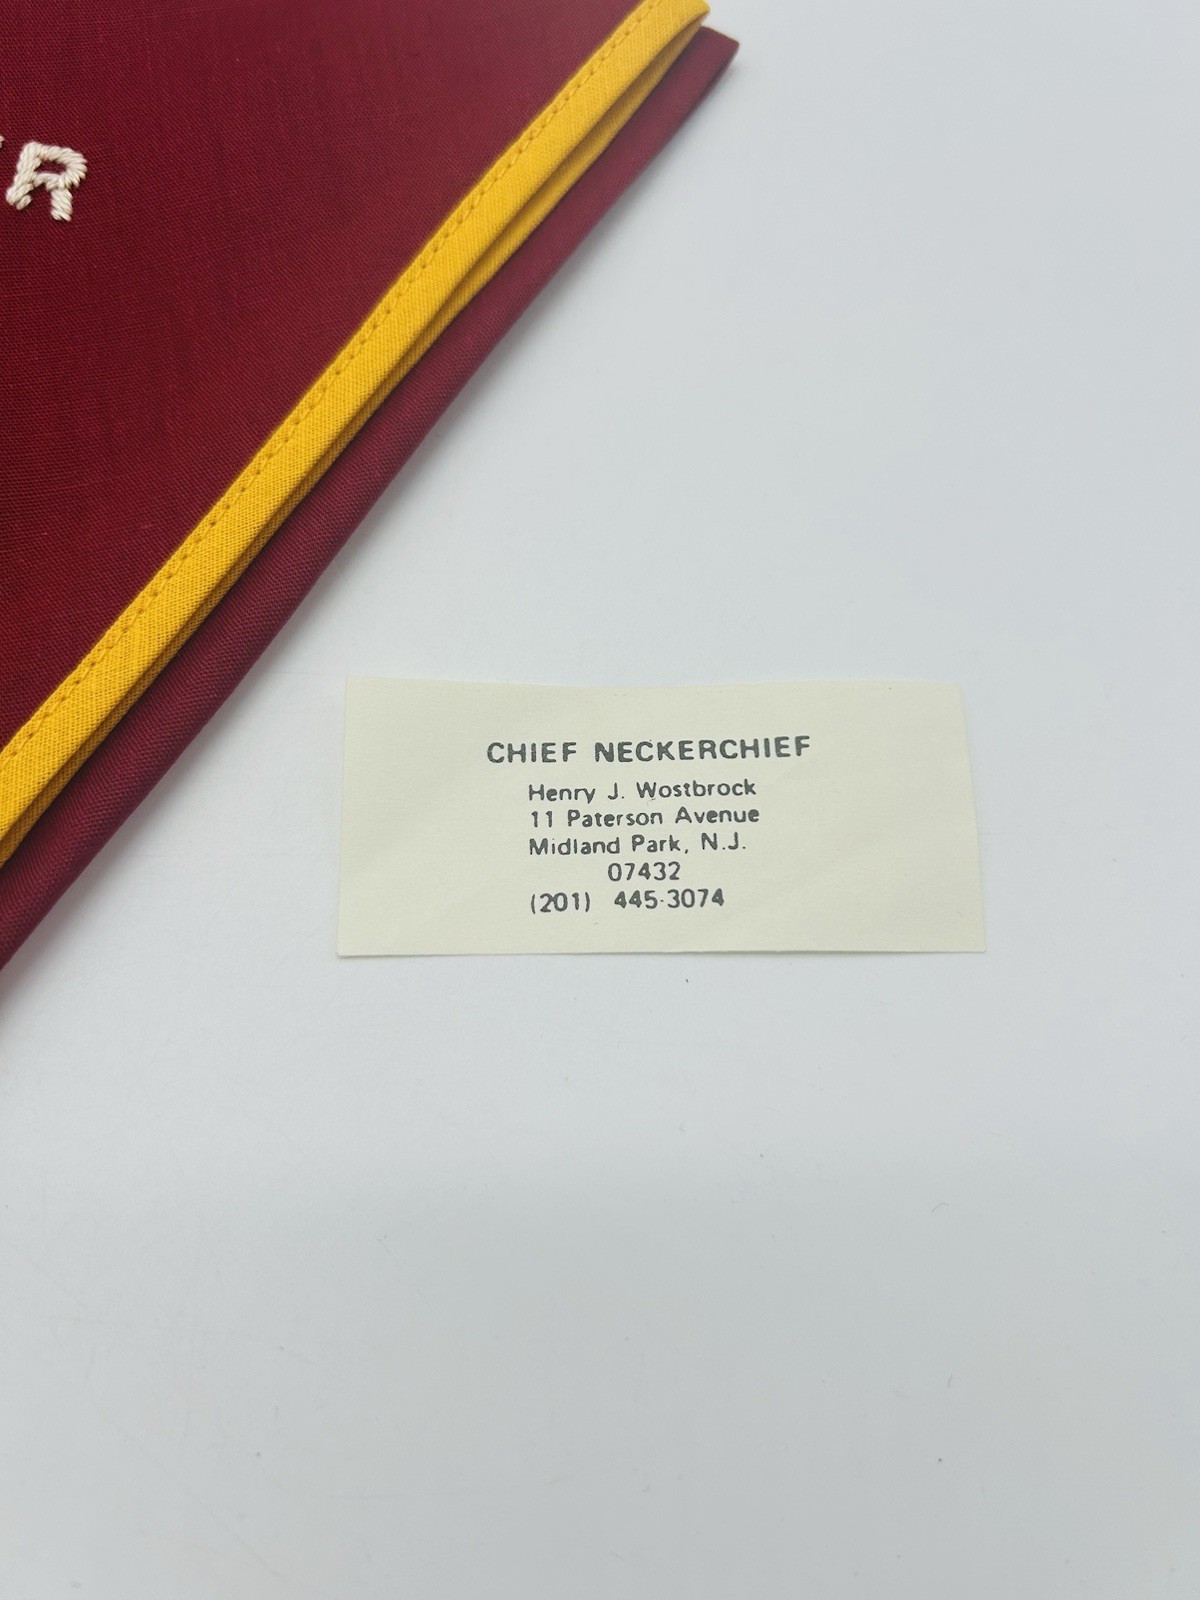 R
CHIEF NECKERCHIEF
Henry J. Wostbrock
11 Paterson Avenue
Midland Park, N.J.
07432
(201) 445-3074